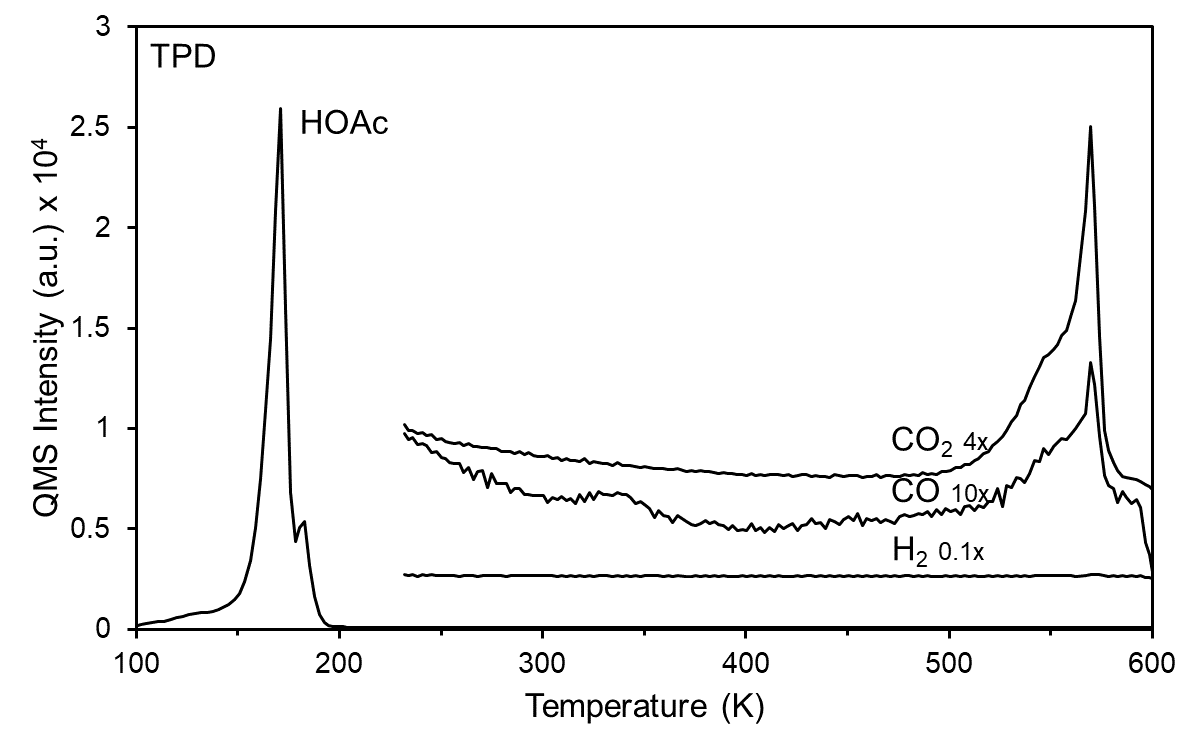 3
TPD
HOAc
2.5
2
1.5
1
0.5
0
QMS Intensity (a.u.) x 10⁴
CO₂ 4x
CO 10x
H₂ 0.1x
100 200 300 400 500 600
Temperature (K)